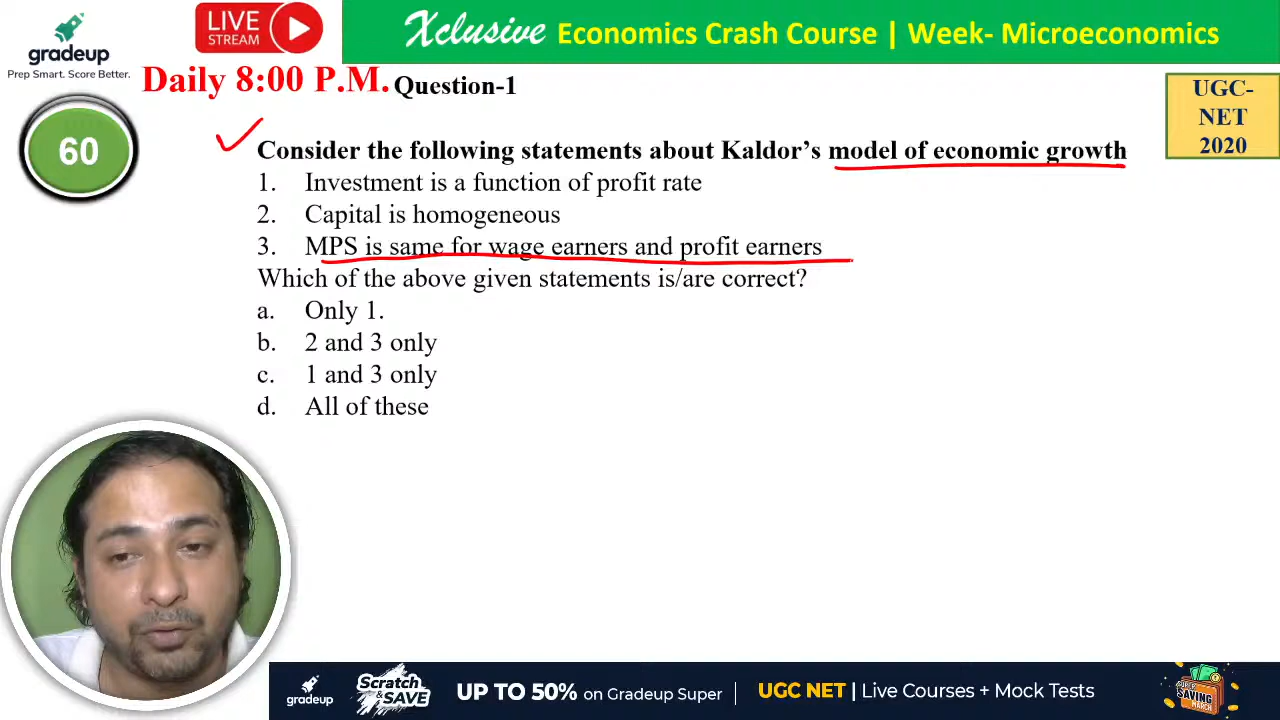 gradeup
Prep Smart. Score Better.
LIVE
STREAM
Xclusive Economics Crash Course | Week- Microeconomics
Daily 8:00 P.M. Question-1
UGC-
NET
2020
60
Consider the following statements about Kaldor's model of economic growth
1. Investment is a function of profit rate
2. Capital is homogeneous
3. MPS is same for wage earners and profit earners
Which of the above given statements is/are correct?
a. Only 1.
b. 2 and 3 only
c. 1 and 3 only
d. All of these
gradeup
Scratch
& SAVE
UP TO 50% on Gradeup Super | UGC NET | Live Courses + Mock Tests
SUPER
SAVING
MARCH